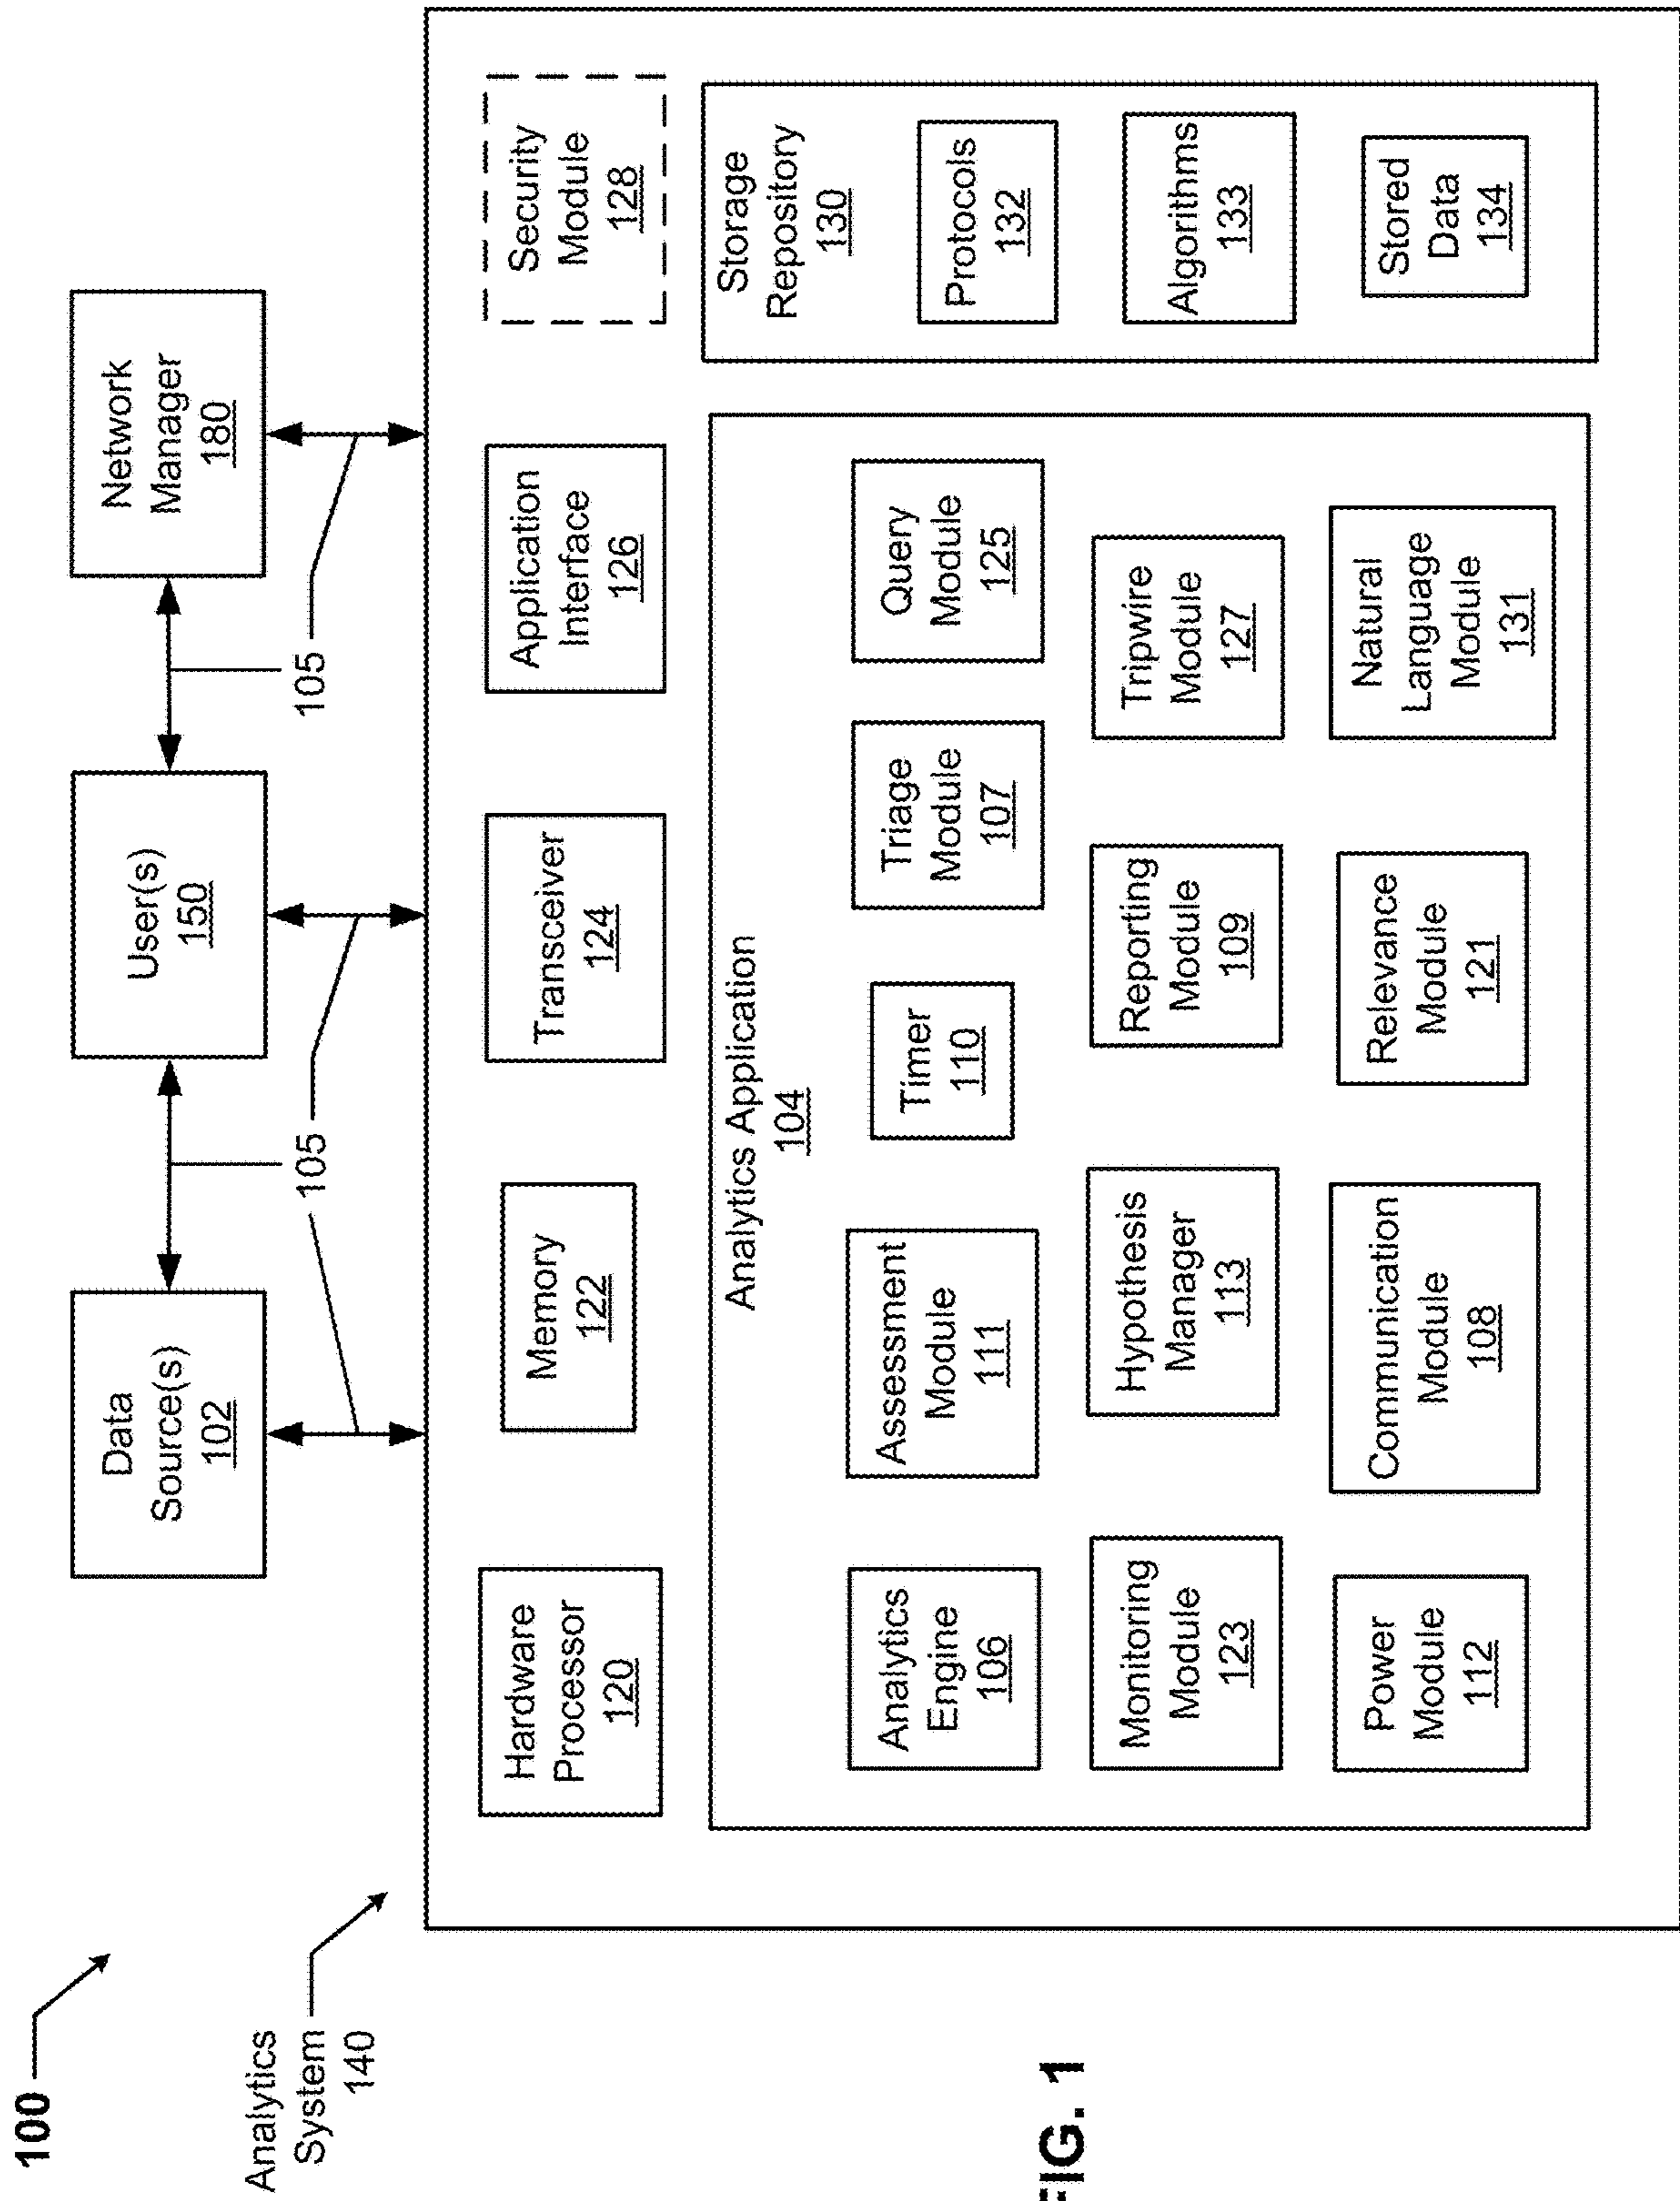 100
Analytics
System
140
Data
Source(s)
102
User(s)
150
Network
Manager
180
105
105
Hardware
Processor
120
Memory
122
Transceiver
124
Application
Interface
126
Security
Module
128
Analytics Application
104
Analytics
Engine
106
Assessment
Module
111
Timer
110
Triage
Module
107
Query
Module
125
Monitoring
Module
123
Hypothesis
Manager
113
Reporting
Module
109
Tripwire
Module
127
Power
Module
112
Communication
Module
108
Relevance
Module
121
Natural
Language
Module
131
Storage
Repository
130
Protocols
132
Algorithms
133
Stored
Data
134
FIG. 1